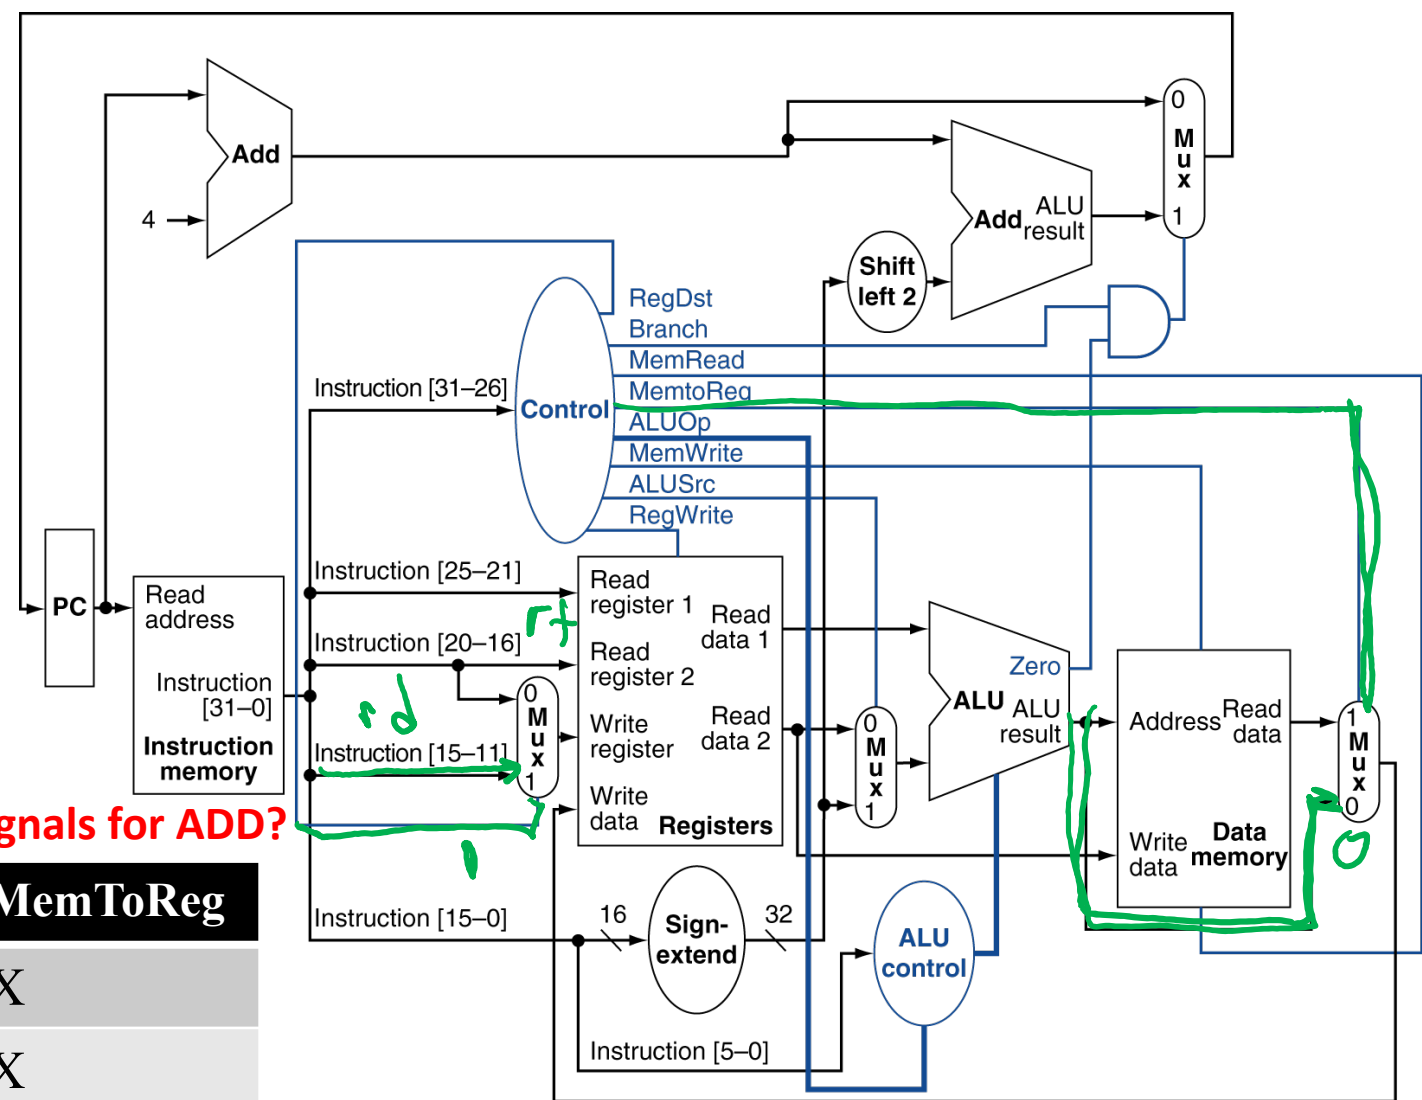 0
M
u
x
1
Add
4
Add
ALU
result
Shift
left 2
RegDst
Branch
MemRead
MemtoReg
ALUOp
MemWrite
ALUSrc
RegWrite
Instruction [31–26]
Control
PC
Read
address
Instruction
[31–0]
Instruction
memory
Instruction [25–21]
rt
Instruction [20–16]
rd
Instruction [15–11]
0
M
u
x
1
Read
register 1
Read
register 2
Write
register
Write
data
Read
data 1
Read
data 2
Registers
0
M
u
x
1
Zero
ALU
ALU
result
Address
Read
data
Write
data
Data
memory
1
M
u
x
0
0
gnals for ADD?
1
MemToReg
X
X
Instruction [15–0]
16
Sign-
extend
32
ALU
control
Instruction [5–0]